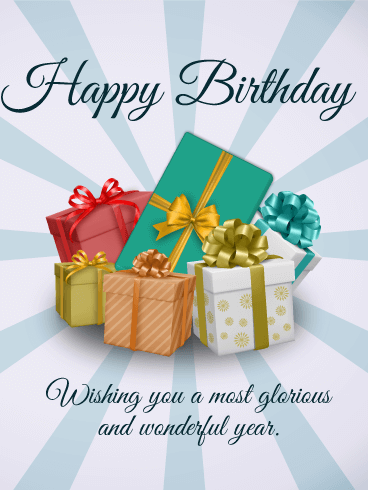 Happy Birthday
Wishing you a most glorious
and wonderful year.